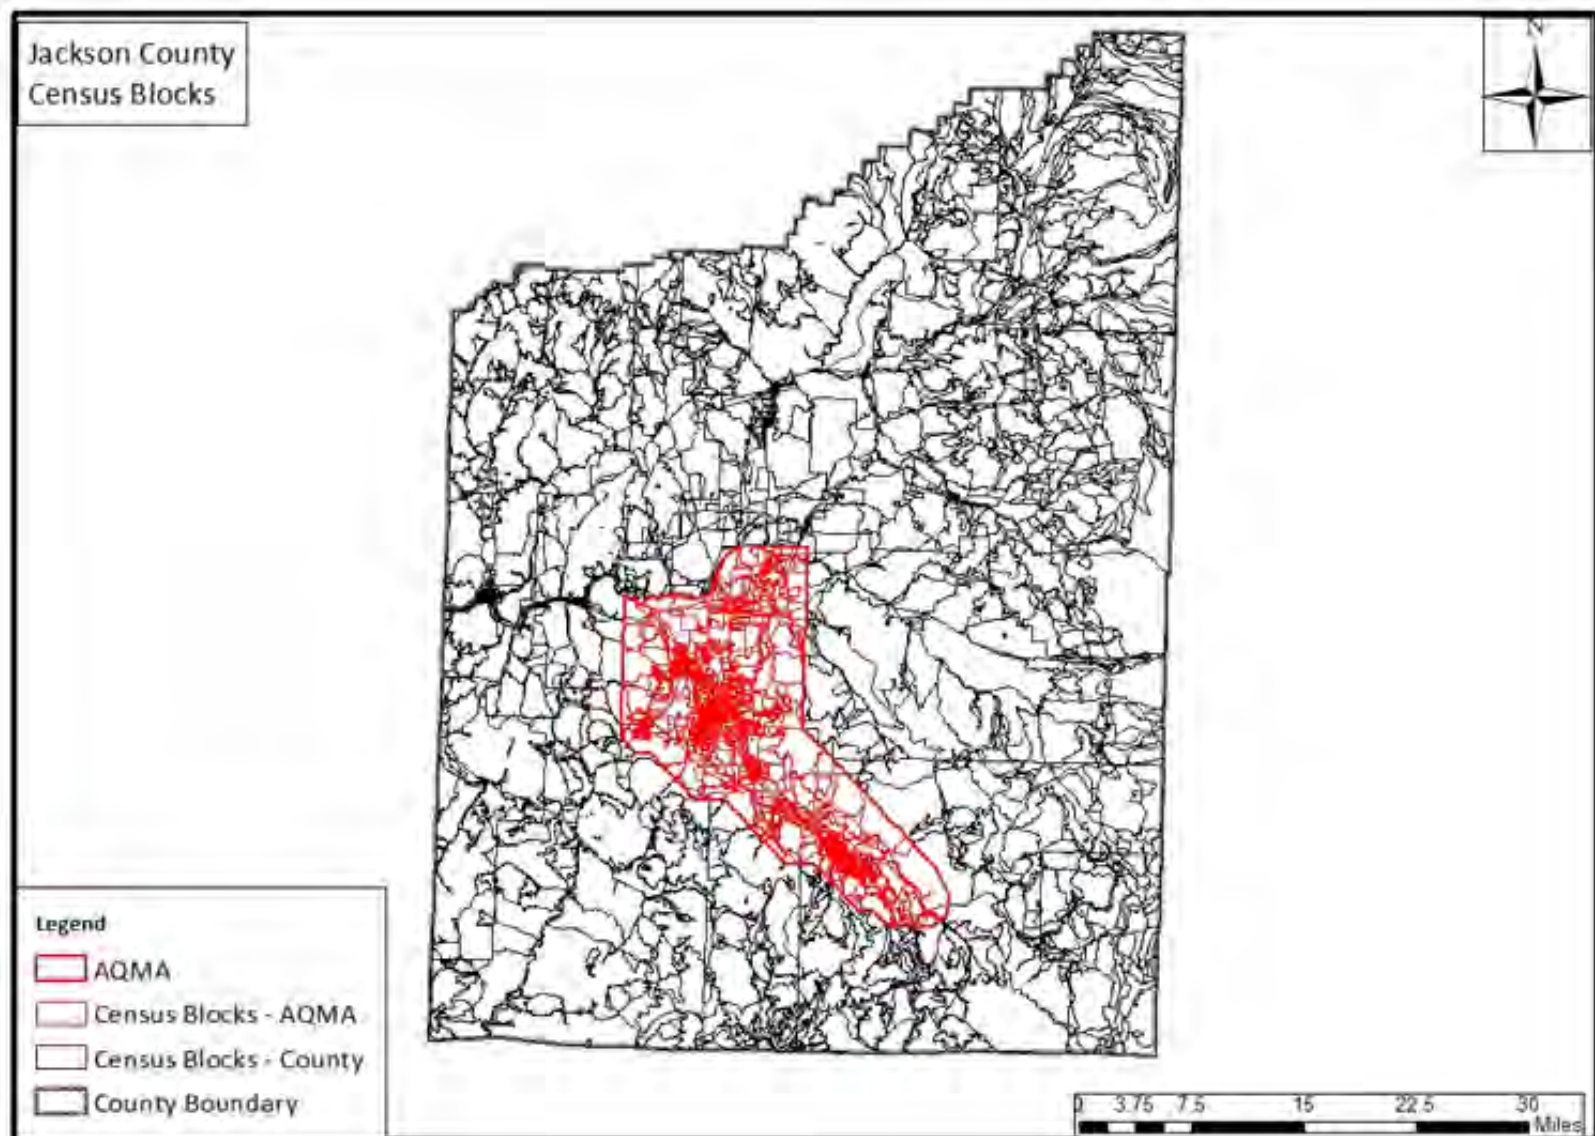 Jackson County
Census Blocks
N
Legend
AQMA
Census Blocks - AQMA
Census Blocks - County
County Boundary
0 3.75 7.5 15 22.5 30
Miles